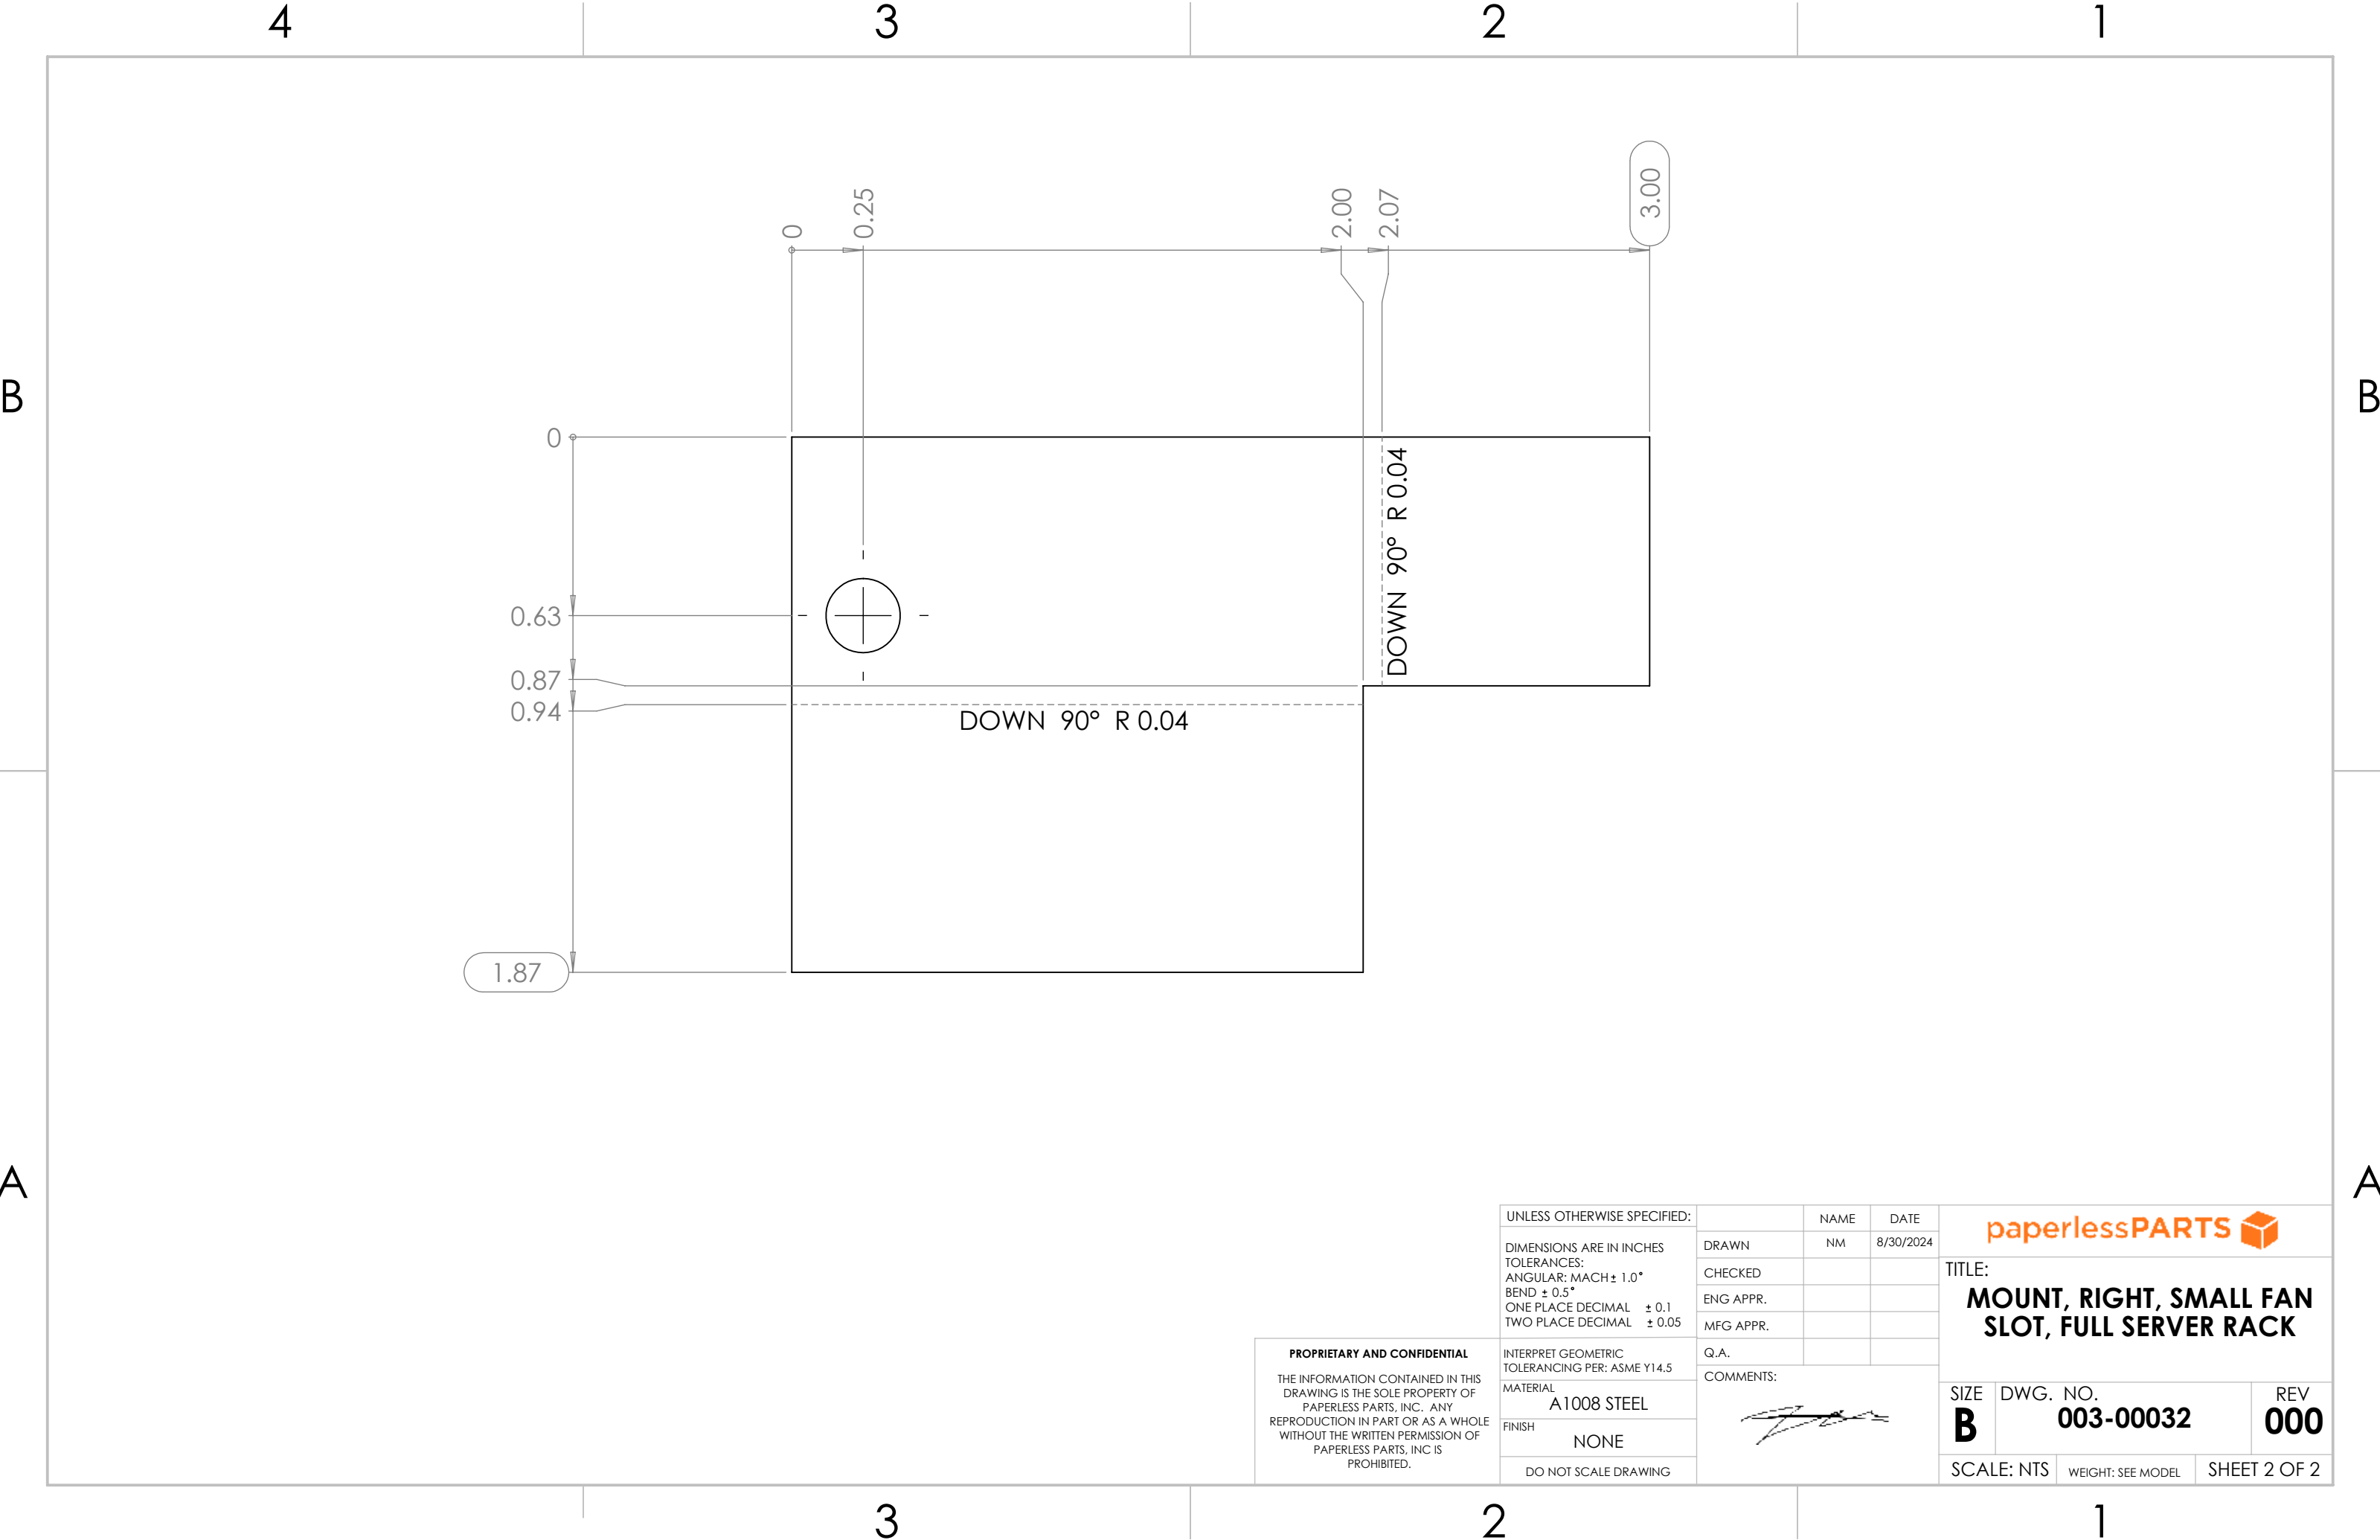 4 3 2 1
0 0.25 2.00 2.07 3.00
B B
0
DOWN 90° R 0.04
0.63
0.87
0.94
DOWN 90° R 0.04
1.87
A A
UNLESS OTHERWISE SPECIFIED:
DIMENSIONS ARE IN INCHES
TOLERANCES:
ANGULAR: MACH ± 1.0°
BEND ± 0.5°
ONE PLACE DECIMAL ± 0.1
TWO PLACE DECIMAL ± 0.05
INTERPRET GEOMETRIC
TOLERANCING PER: ASME Y14.5
MATERIAL
A1008 STEEL
FINISH
NONE
DO NOT SCALE DRAWING
PROPRIETARY AND CONFIDENTIAL
THE INFORMATION CONTAINED IN THIS
DRAWING IS THE SOLE PROPERTY OF
PAPERLESS PARTS, INC. ANY
REPRODUCTION IN PART OR AS A WHOLE
WITHOUT THE WRITTEN PERMISSION OF
PAPERLESS PARTS, INC IS
PROHIBITED.
NAME DATE
DRAWN NM 8/30/2024
CHECKED
ENG APPR.
MFG APPR.
Q.A.
COMMENTS:
paperlessPARTS
TITLE:
MOUNT, RIGHT, SMALL FAN
SLOT, FULL SERVER RACK
SIZE DWG. NO. REV
B 003-00032 000
SCALE: NTS WEIGHT: SEE MODEL SHEET 2 OF 2
3 2 1